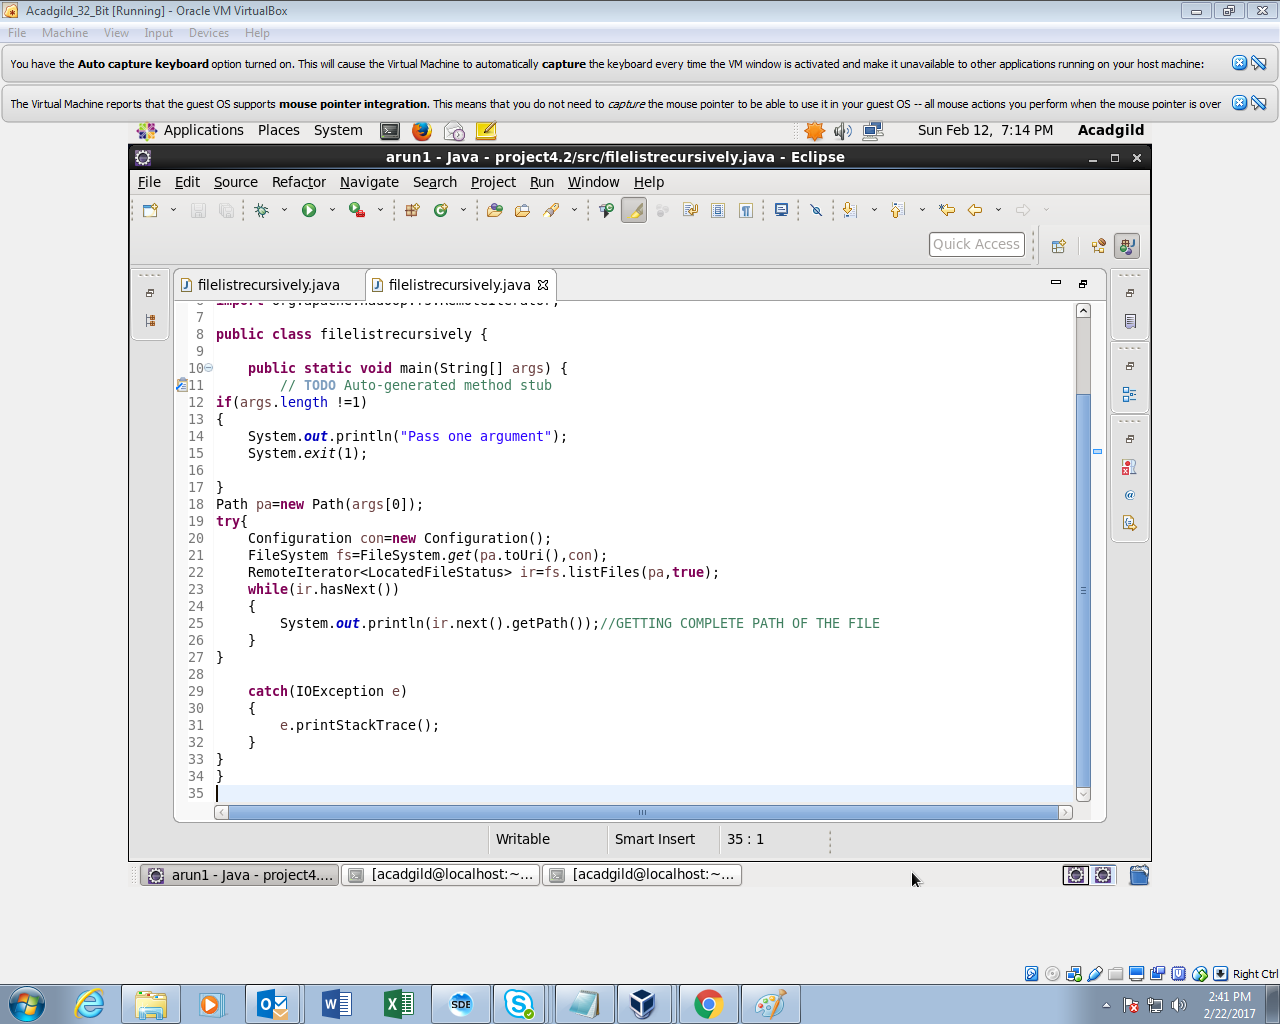 Acadgild_32_Bit [Running] - Oracle VM VirtualBox
File Machine View Input Devices Help
You have the Auto capture keyboard option turned on. This will cause the Virtual Machine to automatically capture the keyboard every time the VM window is activated and make it unavailable to other applications running on your host machine:
The Virtual Machine reports that the guest OS supports mouse pointer integration. This means that you do not need to capture the mouse pointer to be able to use it in your guest OS -- all mouse actions you perform when the mouse pointer is over
Applications Places System Sun Feb 12, 7:14 PM Acadgild
arun1 - Java - project4.2/src/filelistrecursively.java - Eclipse
File Edit Source Refactor Navigate Search Project Run Window Help
Quick Access
filelistrecursively.java filelistrecursively.java
6 import org.apache.hadoop.fs.RemoteIterator;
7
8 public class filelistrecursively {
9
10 public static void main(String[] args) {
11 // TODO Auto-generated method stub
12 if(args.length !=1)
13 {
14 System.out.println("Pass one argument");
15 System.exit(1);
16
17 }
18 Path pa=new Path(args[0]);
19 try{
20 Configuration con=new Configuration();
21 FileSystem fs=FileSystem.get(pa.toUri(),con);
22 RemoteIterator<LocatedFileStatus> ir=fs.listFiles(pa,true);
23 while(ir.hasNext())
24 {
25 System.out.println(ir.next().getPath());//GETTING COMPLETE PATH OF THE FILE
26 }
27 }
28
29 catch(IOException e)
30 {
31 e.printStackTrace();
32 }
33 }
34 }
35
Writable Smart Insert 35 : 1
arun1 - Java - project4.... [acadgild@localhost:~... [acadgild@localhost:~...
Right Ctrl
SDE
2:41 PM
2/22/2017